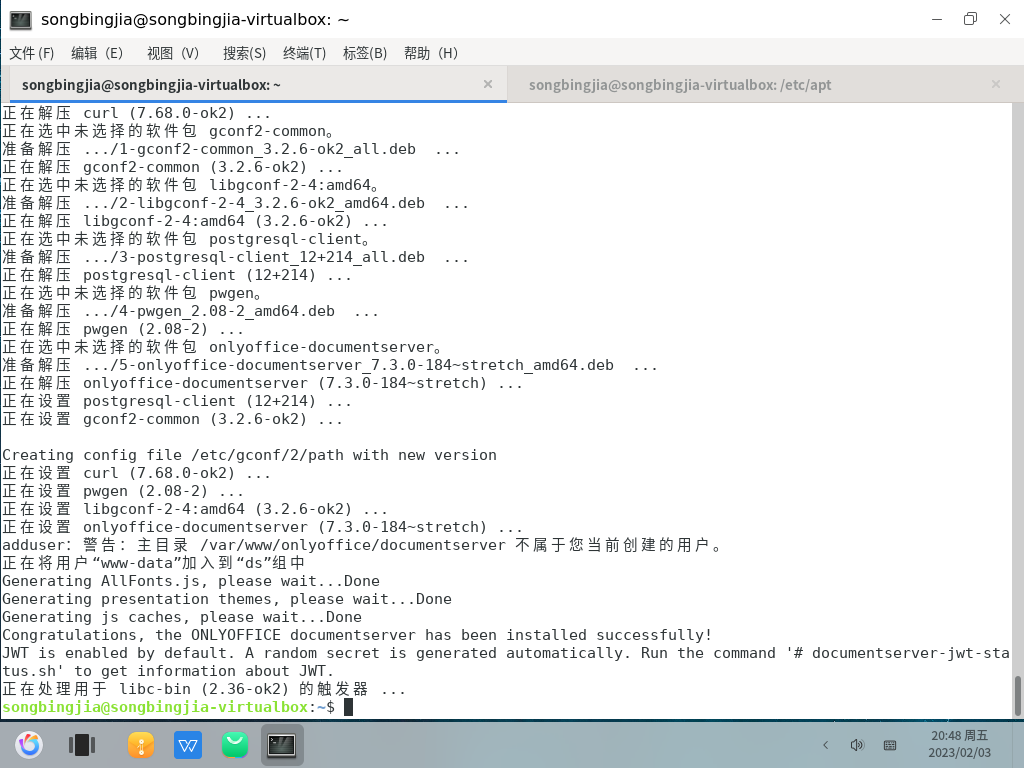 songbingjia@songbingjia-virtualbox: ~
文件 (F) 编辑（E） 视图（V） 搜索(S) 终端(T) 标签(B) 帮助（H）
songbingjia@songbingjia-virtualbox: ~ songbingjia@songbingjia-virtualbox: /etc/apt
正在解压 curl (7.68.0-ok2) ...
正在选中未选择的软件包 gconf2-common。
准备解压 .../1-gconf2-common_3.2.6-ok2_all.deb  ...
正在解压 gconf2-common (3.2.6-ok2) ...
正在选中未选择的软件包 libgconf-2-4:amd64。
准备解压 .../2-libgconf-2-4_3.2.6-ok2_amd64.deb  ...
正在解压 libgconf-2-4:amd64 (3.2.6-ok2) ...
正在选中未选择的软件包 postgresql-client。
准备解压 .../3-postgresql-client_12+214_all.deb  ...
正在解压 postgresql-client (12+214) ...
正在选中未选择的软件包 pwgen。
准备解压 .../4-pwgen_2.08-2_amd64.deb  ...
正在解压 pwgen (2.08-2) ...
正在选中未选择的软件包 onlyoffice-documentserver。
准备解压 .../5-onlyoffice-documentserver_7.3.0-184~stretch_amd64.deb  ...
正在解压 onlyoffice-documentserver (7.3.0-184~stretch) ...
正在设置 postgresql-client (12+214) ...
正在设置 gconf2-common (3.2.6-ok2) ...
Creating config file /etc/gconf/2/path with new version
正在设置 curl (7.68.0-ok2) ...
正在设置 pwgen (2.08-2) ...
正在设置 libgconf-2-4:amd64 (3.2.6-ok2) ...
正在设置 onlyoffice-documentserver (7.3.0-184~stretch) ...
adduser：警告：主目录 /var/www/onlyoffice/documentserver 不属于您当前创建的用户。
正在将用户“www-data”加入到“ds”组中
Generating AllFonts.js, please wait...Done
Generating presentation themes, please wait...Done
Generating js caches, please wait...Done
Congratulations, the ONLYOFFICE documentserver has been installed successfully!
JWT is enabled by default. A random secret is generated automatically. Run the command '# documentserver-jwt-sta
tus.sh' to get information about JWT.
正在处理用于 libc-bin (2.36-ok2) 的触发器 ...
songbingjia@songbingjia-virtualbox:~$
20:48 周五
2023/02/03